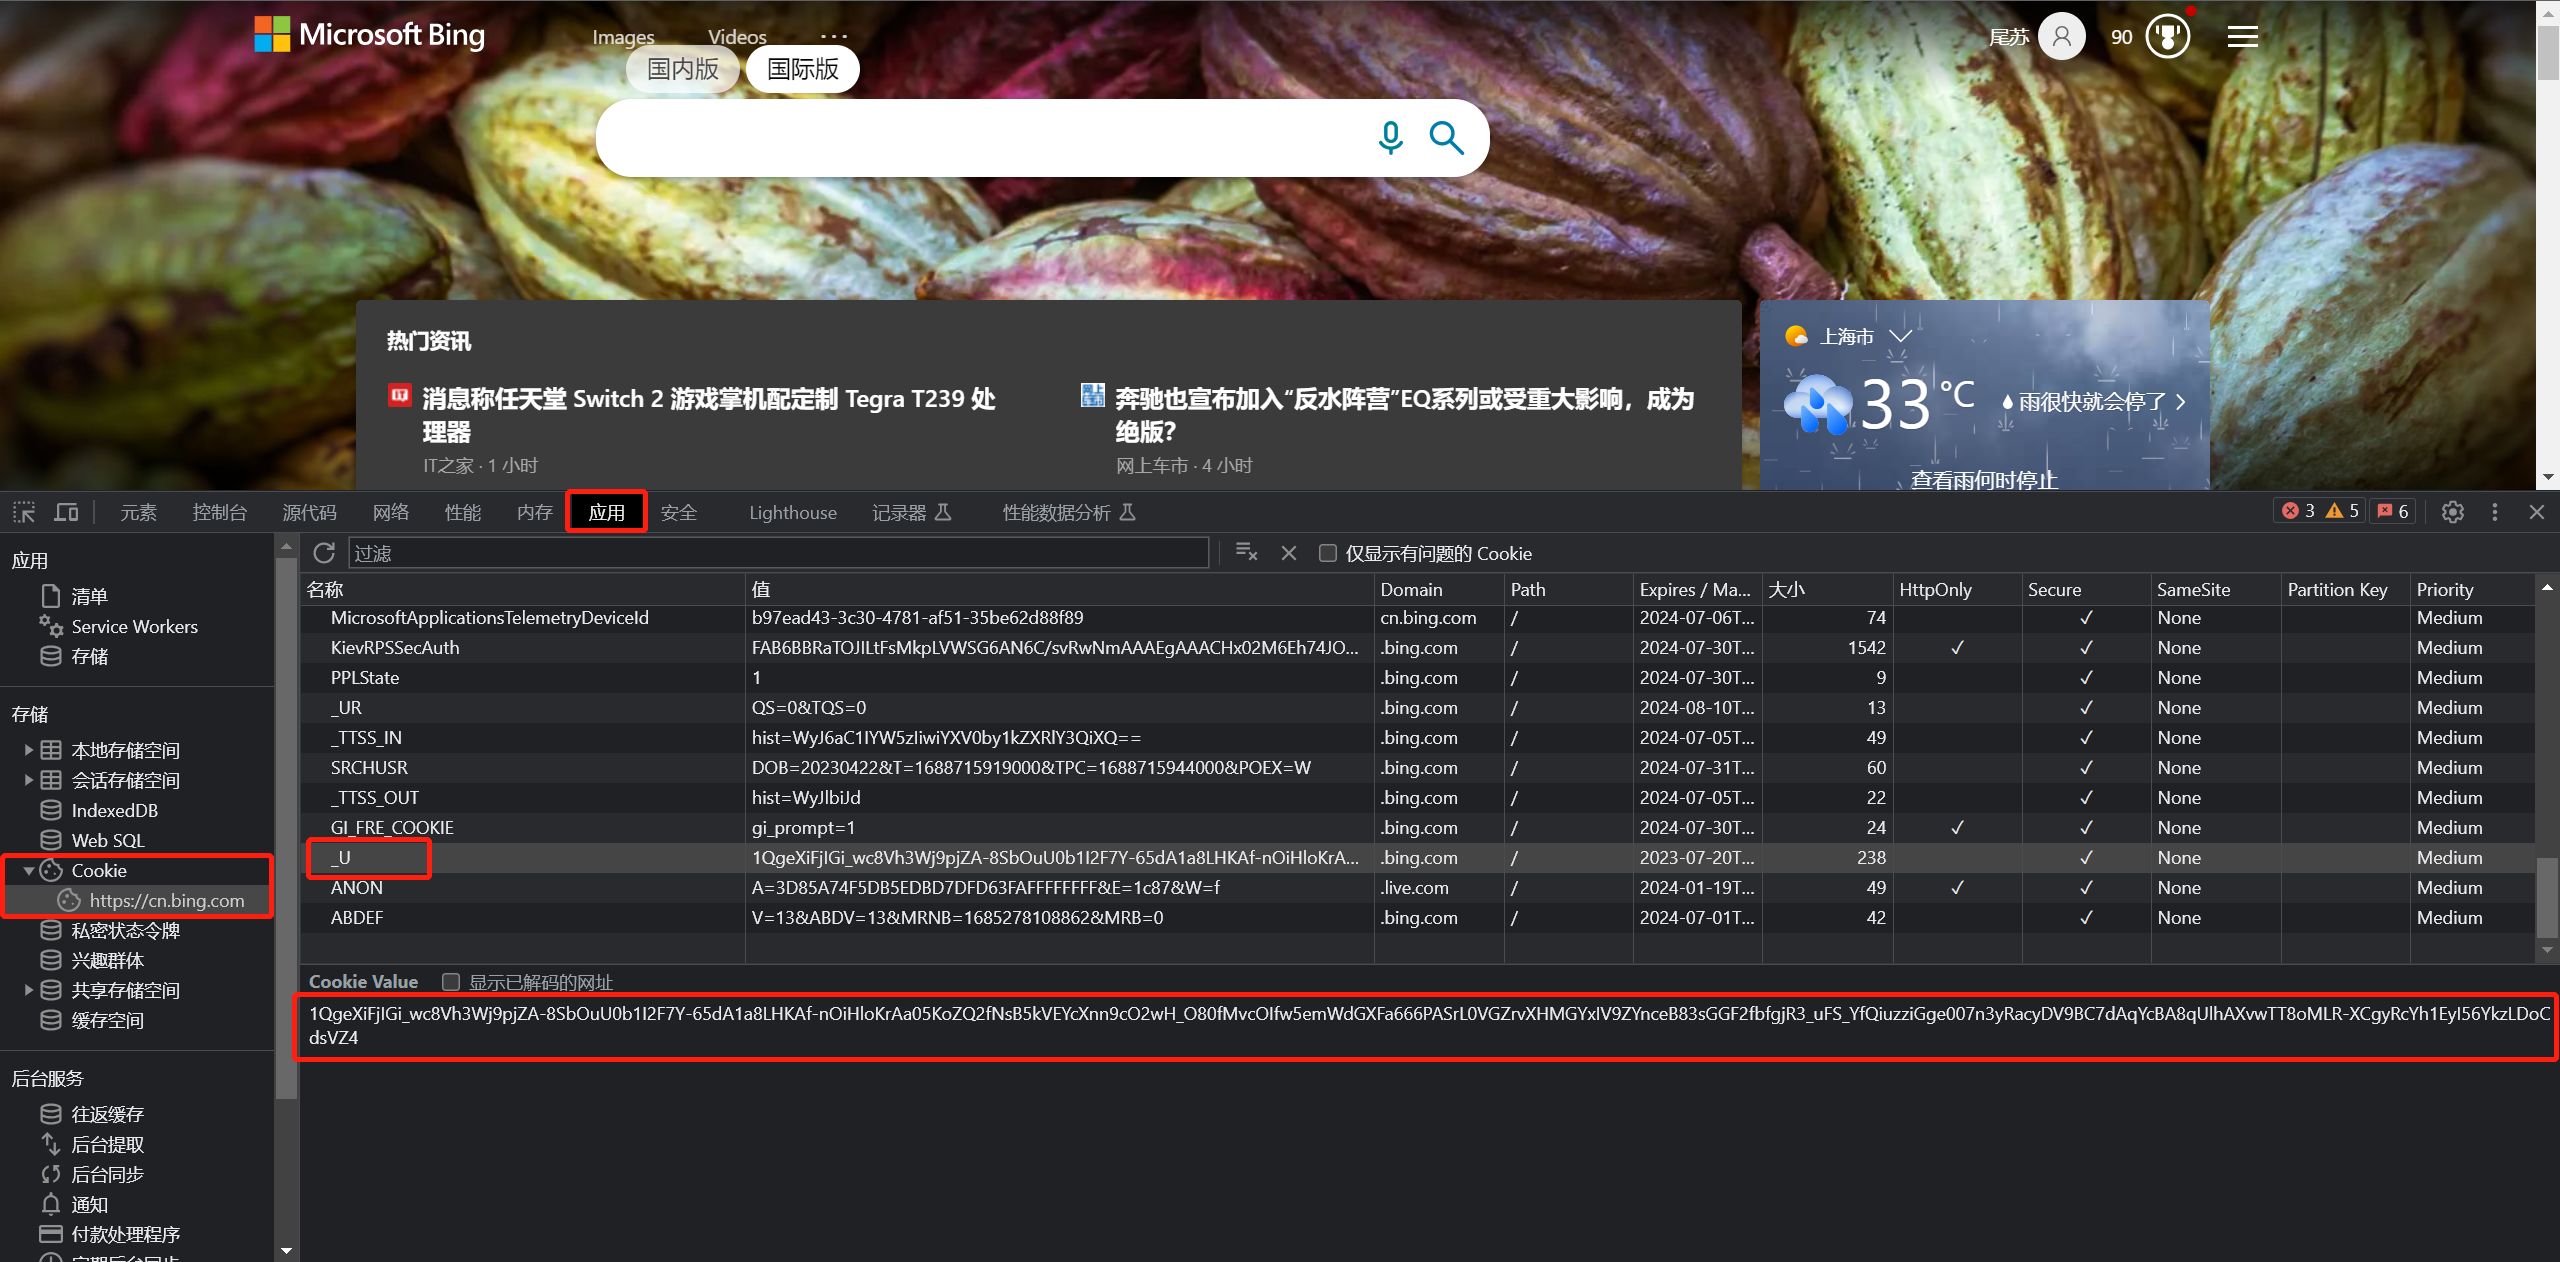 Microsoft Bing
Images Videos ...
尾苏 90
国内版 国际版
热门资讯
消息称任天堂 Switch 2 游戏掌机配定制 Tegra T239 处
理器
IT之家 · 1 小时
奔驰也宣布加入“反水阵营”EQ系列或受重大影响，成为
绝版?
网上车市 · 4 小时
上海市
33 °C 雨很快就会停了
查看雨何时停止
元素 控制台 源代码 网络 性能 内存 应用 安全 Lighthouse 记录器 性能数据分析 3 5 6
应用
清单
Service Workers
存储
存储
本地存储空间
会话存储空间
IndexedDB
Web SQL
Cookie
https://cn.bing.com
私密状态令牌
兴趣群体
共享存储空间
缓存空间
后台服务
往返缓存
后台提取
后台同步
通知
付款处理程序
过滤 仅显示有问题的 Cookie
名称 值 Domain Path Expires / Ma... 大小 HttpOnly Secure SameSite Partition Key Priority
MicrosoftApplicationsTelemetryDeviceId b97ead43-3c30-4781-af51-35be62d88f89 cn.bing.com / 2024-07-06T... 74 ✓ None Medium
KievRPSSecAuth .bing.com / 2024-07-30T... 1542 ✓ ✓ None Medium
PPLState 1 .bing.com / 2024-07-30T... 9 ✓ None Medium
_UR QS=0&TQS=0 .bing.com / 2024-08-10T... 13 ✓ None Medium
_TTSS_IN .bing.com / 2024-07-05T... 49 ✓ None Medium
SRCHUSR DOB=20230422&T=1688715919000&TPC=1688715944000&POEX=W .bing.com / 2024-07-31T... 60 ✓ None Medium
_TTSS_OUT .bing.com / 2024-07-05T... 22 ✓ None Medium
GI_FRE_COOKIE gi_prompt=1 .bing.com / 2024-07-30T... 24 ✓ ✓ None Medium
_U .bing.com / 2023-07-20T... 238 ✓ None Medium
ANON A=3D85A74F5DB5EDBD7DFD63FAFFFFFFFF&E=1c87&W=f .live.com / 2024-01-19T... 49 ✓ ✓ None Medium
ABDEF V=13&ABDV=13&MRNB=1685278108862&MRB=0 .bing.com / 2024-07-01T... 42 ✓ None Medium
Cookie Value 显示已解码的网址
dsVZ4